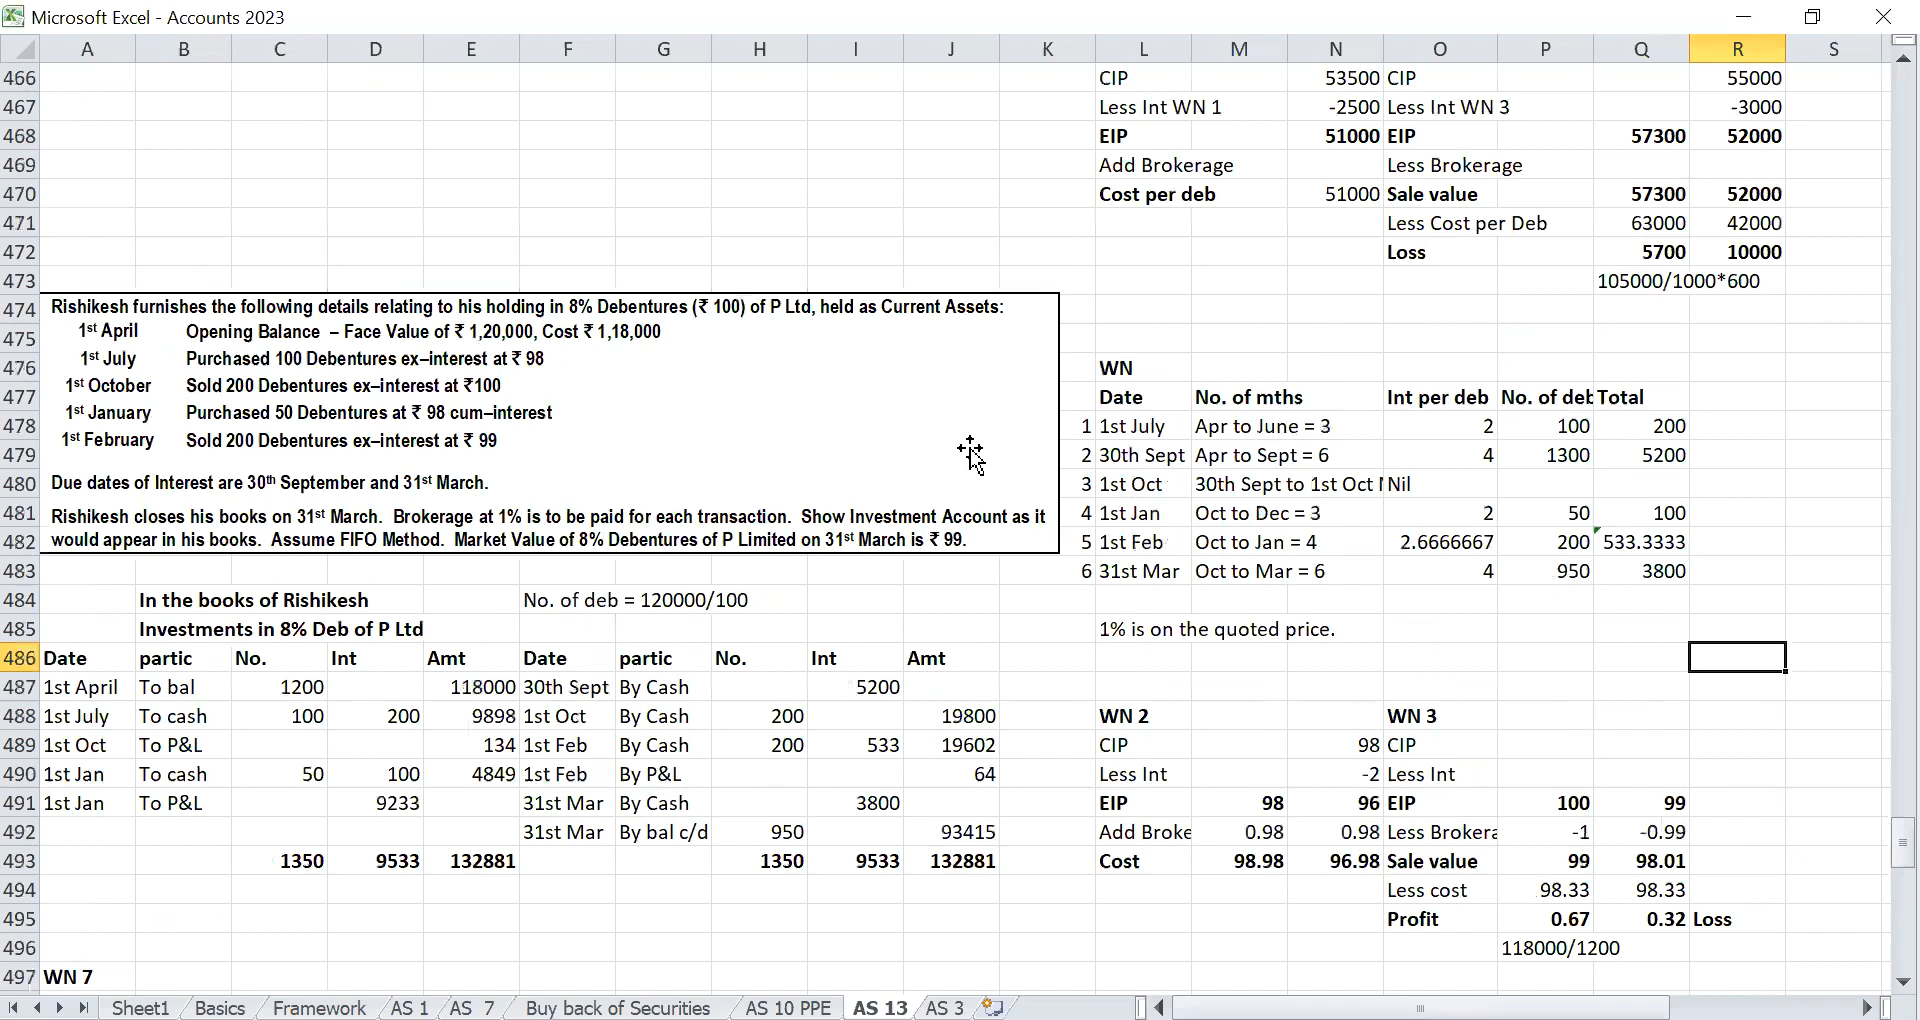 Microsoft Excel - Accounts 2023
A B C D E F G H I J K L M N O P Q R S
466 CIP 53500 CIP 55000
467 Less Int WN 1 -2500 Less Int WN 3 -3000
468 EIP 51000 EIP 57300 52000
469 Add Brokerage Less Brokerage
470 Cost per deb 51000 Sale value 57300 52000
471 Less Cost per Deb 63000 42000
472 Loss 5700 10000
473 105000/1000*600
474 Rishikesh furnishes the following details relating to his holding in 8% Debentures (₹ 100) of P Ltd, held as Current Assets:
475 1st April Opening Balance – Face Value of ₹ 1,20,000, Cost ₹ 1,18,000
1st July Purchased 100 Debentures ex–interest at ₹ 98
1st October Sold 200 Debentures ex–interest at ₹100
1st January Purchased 50 Debentures at ₹ 98 cum–interest
1st February Sold 200 Debentures ex–interest at ₹ 99
Due dates of Interest are 30th September and 31st March.
Rishikesh closes his books on 31st March. Brokerage at 1% is to be paid for each transaction. Show Investment Account as it
would appear in his books. Assume FIFO Method. Market Value of 8% Debentures of P Limited on 31st March is ₹ 99.
476 WN
477 Date No. of mths Int per deb No. of deb Total
478 1 1st July Apr to June = 3 2 100 200
479 2 30th Sept Apr to Sept = 6 4 1300 5200
480 3 1st Oct 30th Sept to 1st Oct Nil
481 4 1st Jan Oct to Dec = 3 2 50 100
482 5 1st Feb Oct to Jan = 4 2.6666667 200 533.3333
483 6 31st Mar Oct to Mar = 6 4 950 3800
484 In the books of Rishikesh No. of deb = 120000/100
485 Investments in 8% Deb of P Ltd 1% is on the quoted price.
486 Date partic No. Int Amt Date partic No. Int Amt
487 1st April To bal 1200 118000 30th Sept By Cash 5200
488 1st July To cash 100 200 9898 1st Oct By Cash 200 19800 WN 2 WN 3
489 1st Oct To P&L 134 1st Feb By Cash 200 533 19602 CIP 98 CIP
490 1st Jan To cash 50 100 4849 1st Feb By P&L 64 Less Int -2 Less Int
491 1st Jan To P&L 9233 31st Mar By Cash 3800 EIP 98 96 EIP 100 99
492 31st Mar By bal c/d 950 93415 Add Broke 0.98 0.98 Less Brokera -1 -0.99
493 1350 9533 132881 1350 9533 132881 Cost 98.98 96.98 Sale value 99 98.01
494 Less cost 98.33 98.33
495 Profit 0.67 0.32 Loss
496 118000/1200
497 WN 7
Sheet1 Basics Framework AS 1 AS 7 Buy back of Securities AS 10 PPE AS 13 AS 3